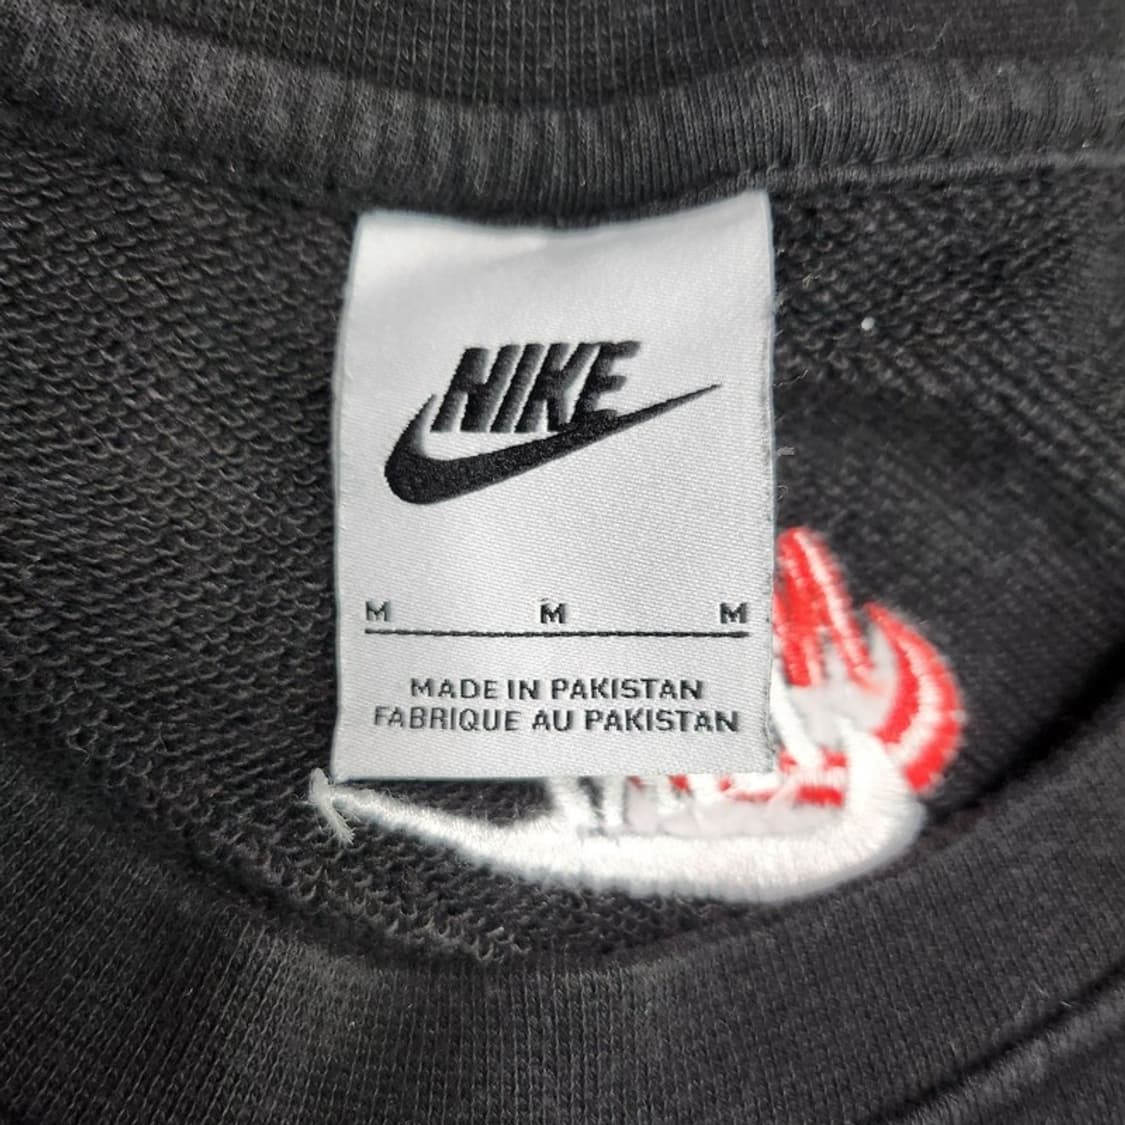 NIKE
M M M
MADE IN PAKISTAN
FABRIQUE AU PAKISTAN